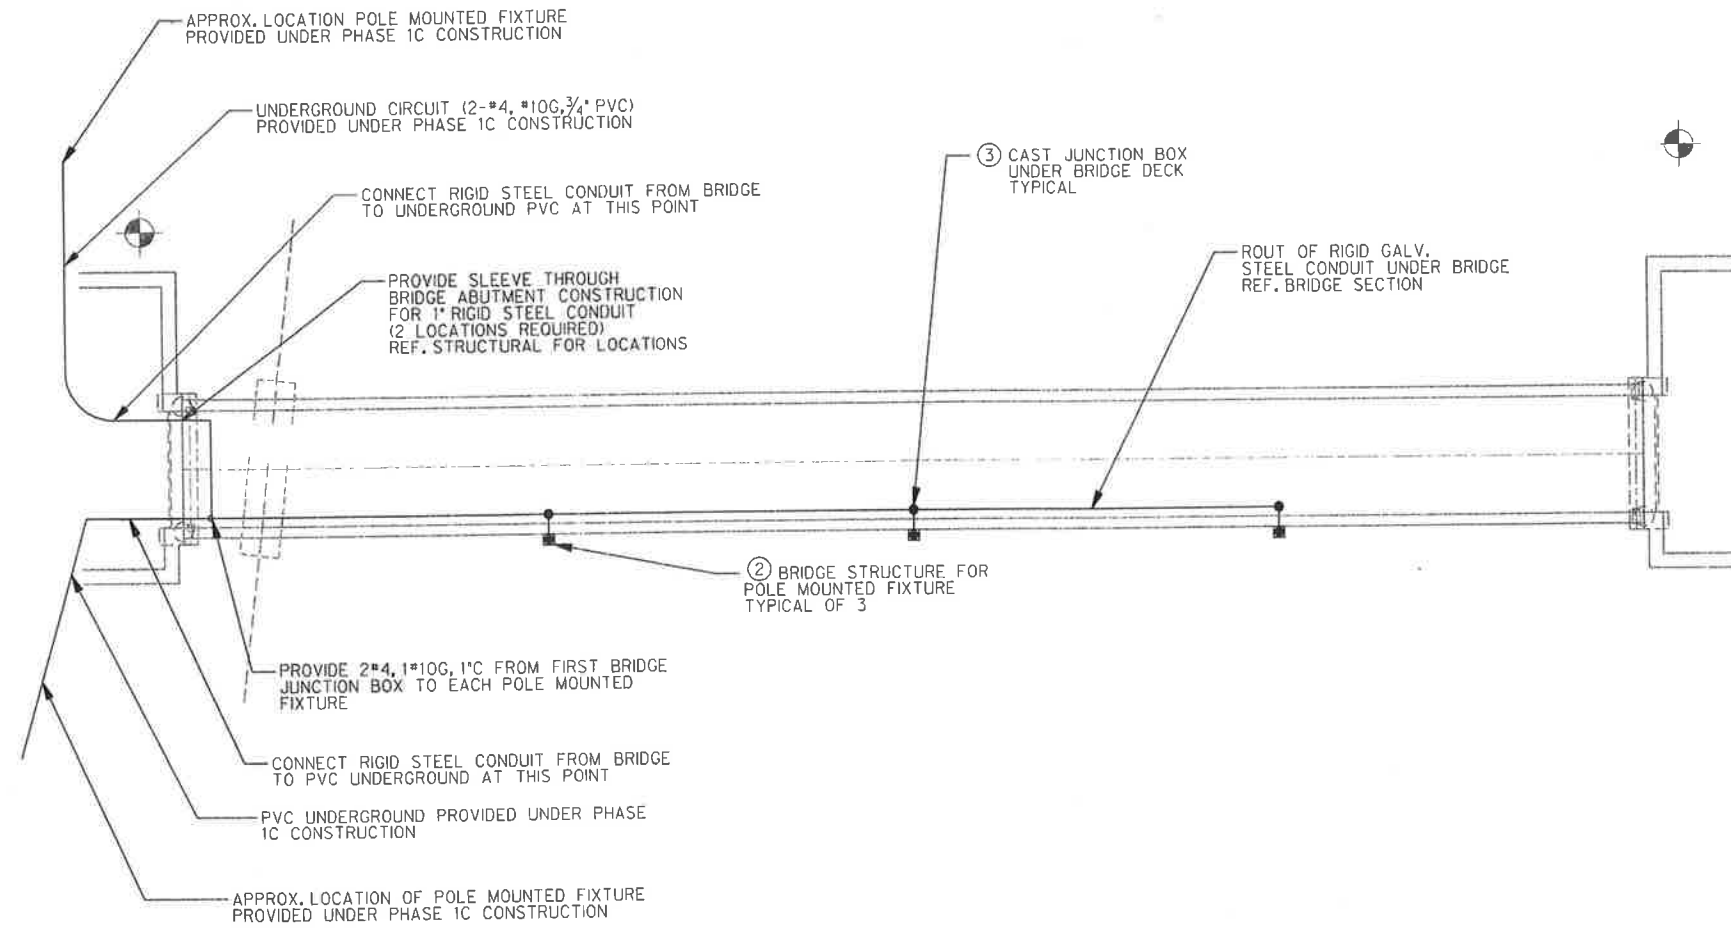 APPROX. LOCATION POLE MOUNTED FIXTURE
PROVIDED UNDER PHASE 1C CONSTRUCTION
UNDERGROUND CIRCUIT (2-#4, #10G, 3/4" PVC)
PROVIDED UNDER PHASE 1C CONSTRUCTION
CONNECT RIGID STEEL CONDUIT FROM BRIDGE
TO UNDERGROUND PVC AT THIS POINT
PROVIDE SLEEVE THROUGH
BRIDGE ABUTMENT CONSTRUCTION
FOR 1" RIGID STEEL CONDUIT
(2 LOCATIONS REQUIRED)
REF. STRUCTURAL FOR LOCATIONS
3 CAST JUNCTION BOX
UNDER BRIDGE DECK
TYPICAL
ROUT OF RIGID GALV.
STEEL CONDUIT UNDER BRIDGE
REF. BRIDGE SECTION
2 BRIDGE STRUCTURE FOR
POLE MOUNTED FIXTURE
TYPICAL OF 3
PROVIDE 2#4, 1#10G, 1"C FROM FIRST BRIDGE
JUNCTION BOX TO EACH POLE MOUNTED
FIXTURE
CONNECT RIGID STEEL CONDUIT FROM BRIDGE
TO PVC UNDERGROUND AT THIS POINT
PVC UNDERGROUND PROVIDED UNDER PHASE
1C CONSTRUCTION
APPROX. LOCATION OF POLE MOUNTED FIXTURE
PROVIDED UNDER PHASE 1C CONSTRUCTION